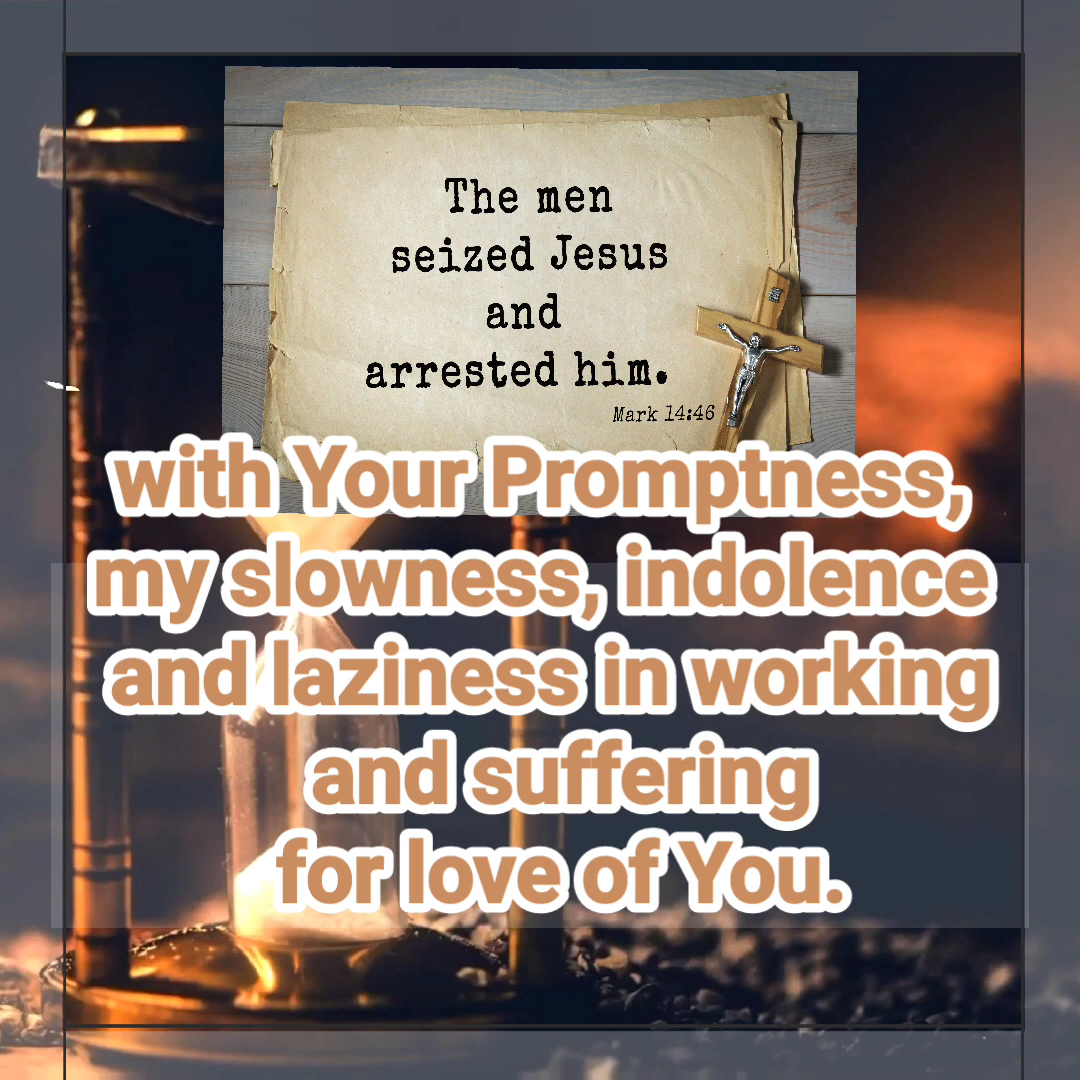 The men
seized Jesus
and
arrested him.
Mark 14:46
with Your Promptness,
my slowness, indolence
and laziness in working
and suffering
for love of You.